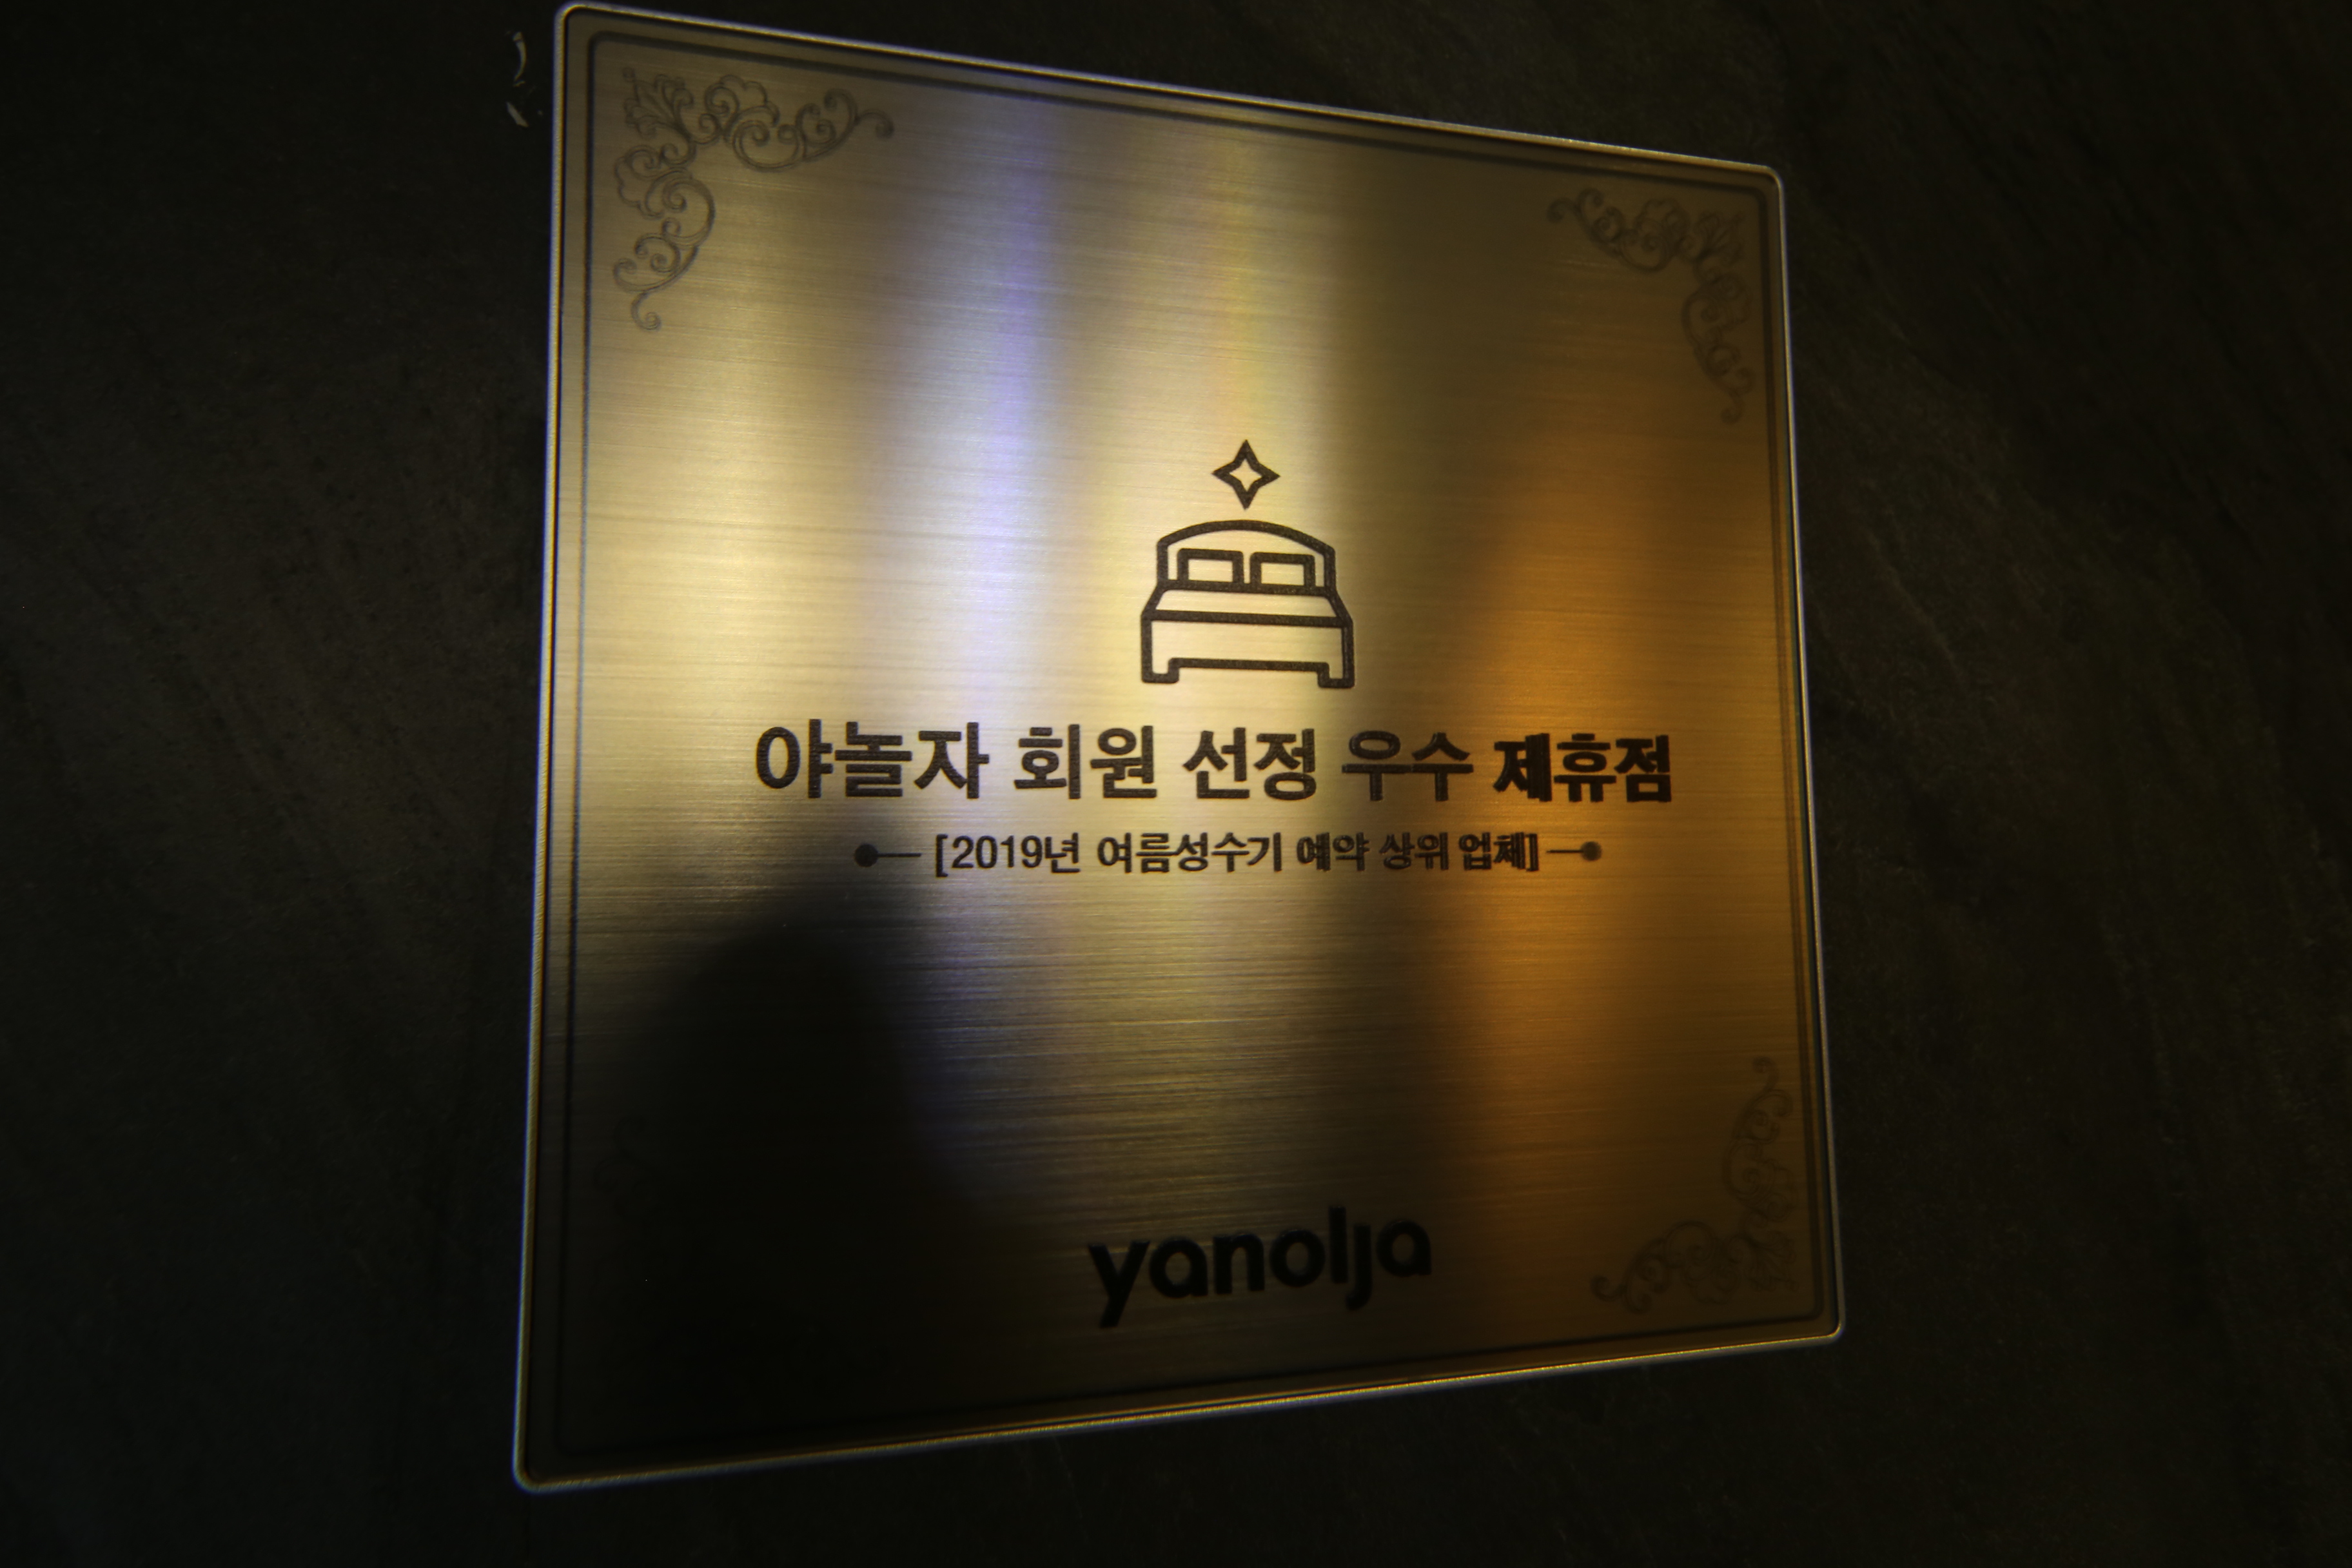 야놀자 회원 선정 우수 제휴점
[2019년 여름성수기 예약 상위 업체]
yanolja